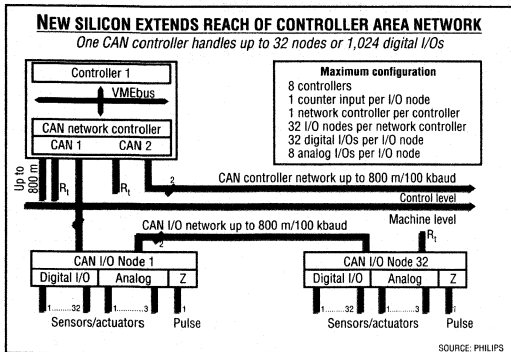 NEW SILICON EXTENDS REACH OF CONTROLLER AREA NETWORK
One CAN controller handles up to 32 nodes or 1,024 digital I/Os
Controller 1
VMEbus
CAN network controller
CAN 1 CAN 2
Maximum configuration
8 controllers
1 counter input per I/O node
1 network controller per controller
32 I/O nodes per network controller
32 digital I/Os per I/O node
8 analog I/Os per I/O node
Up to
800 m
Rt
Rt
2
CAN controller network up to 800 m/100 kbaud
Control level
Machine level
CAN I/O network up to 800 m/100 kbaud
2
Rt
CAN I/O Node 1
Digital I/O Analog Z
1.........32 1..........3 1
Sensors/actuators Pulse
CAN I/O Node 32
Digital I/O Analog Z
1.........32 1..........3 1
Sensors/actuators Pulse
SOURCE: PHILIPS